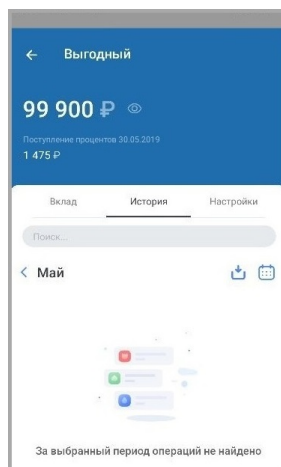 Выгодный
99 900 ₽
Поступление процентов 30.05.2019
1 475 ₽
Вклад История Настройки
Поиск...
Май
За выбранный период операций не найдено